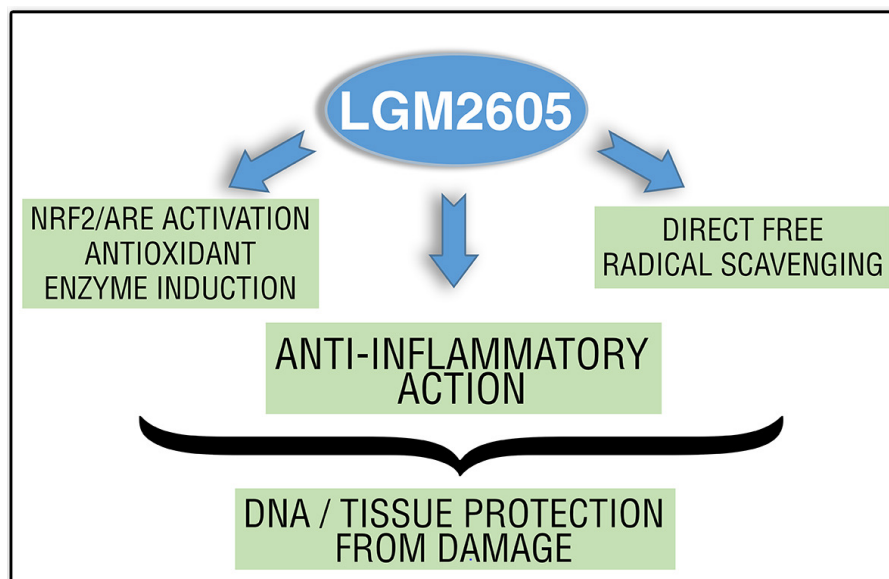 LGM2605
NRF2/ARE ACTIVATION
ANTIOXIDANT
ENZYME INDUCTION
DIRECT FREE
RADICAL SCAVENGING
ANTI-INFLAMMATORY
ACTION
DNA / TISSUE PROTECTION
FROM DAMAGE